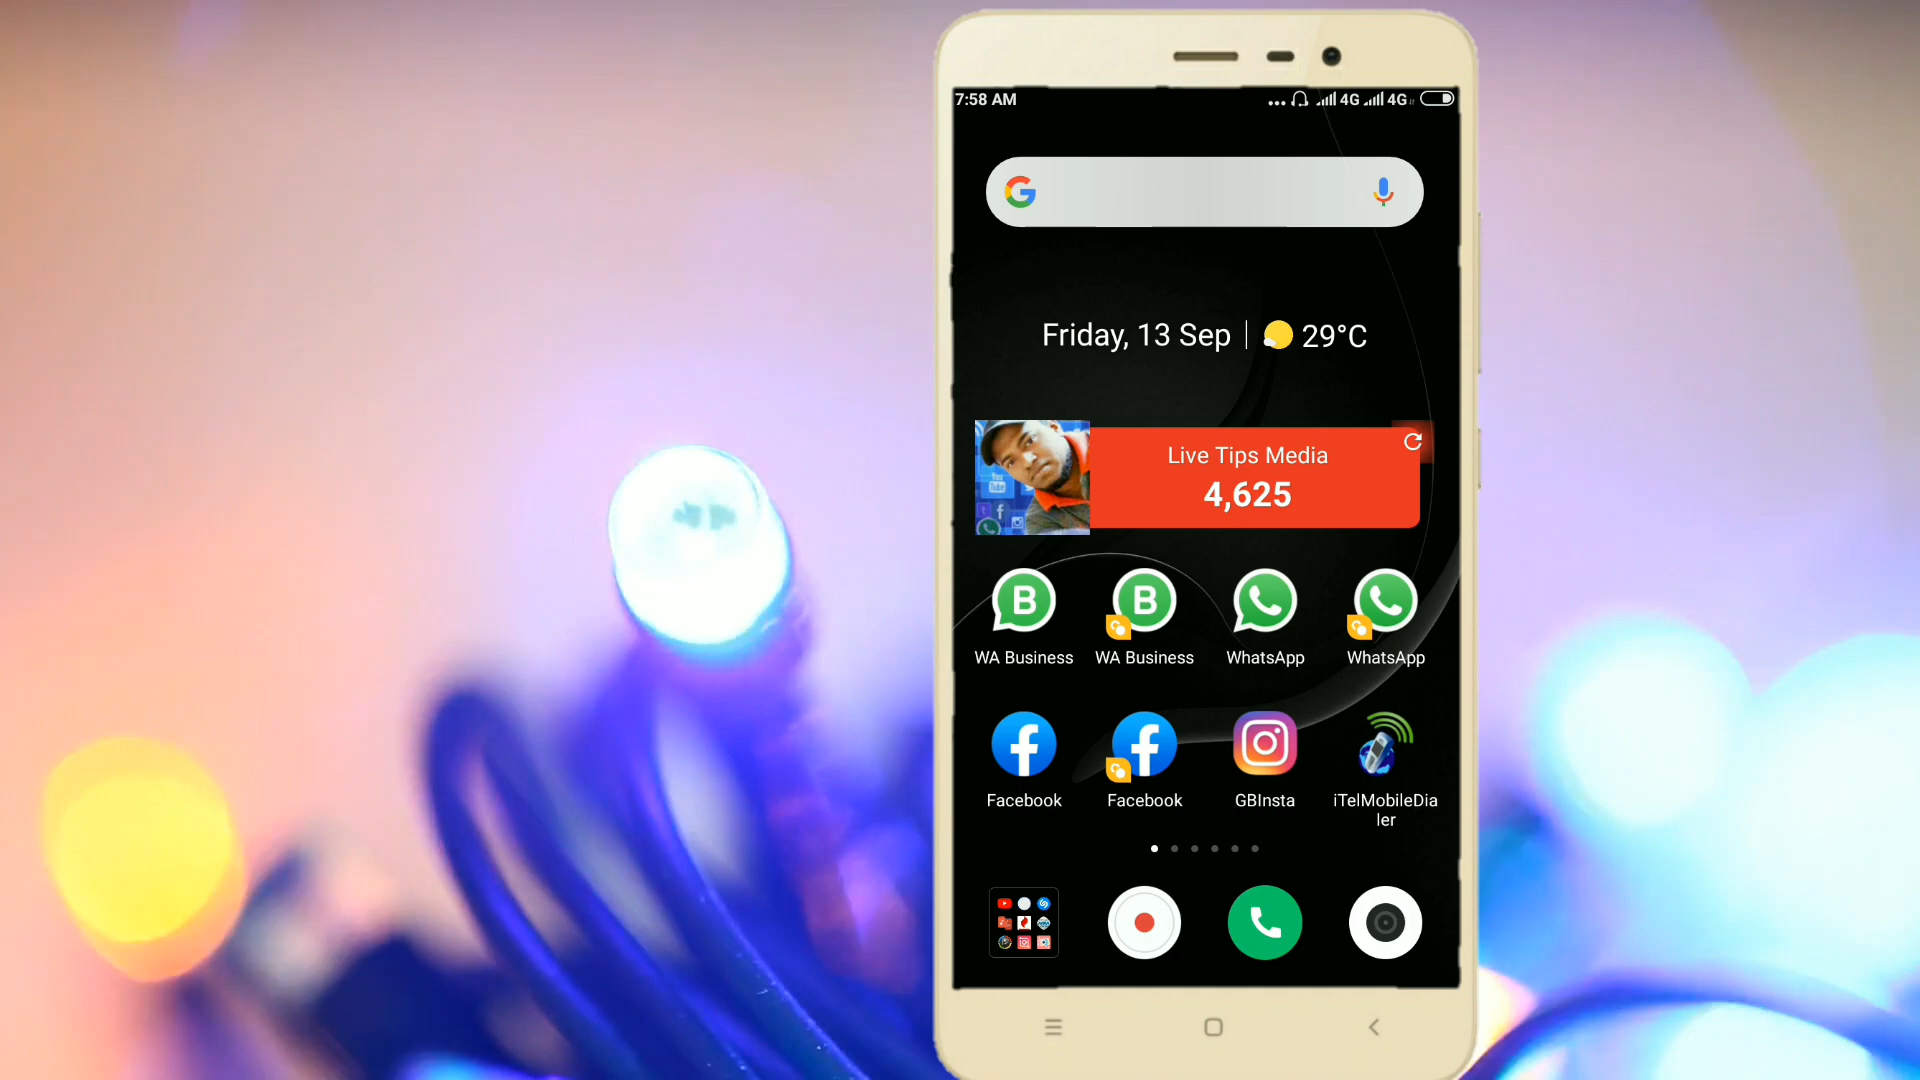 7:58 AM
4G 4G
Friday, 13 Sep 29°C
Live Tips Media
4,625
WA Business WA Business WhatsApp WhatsApp
Facebook Facebook GBInsta iTelMobileDia
ler